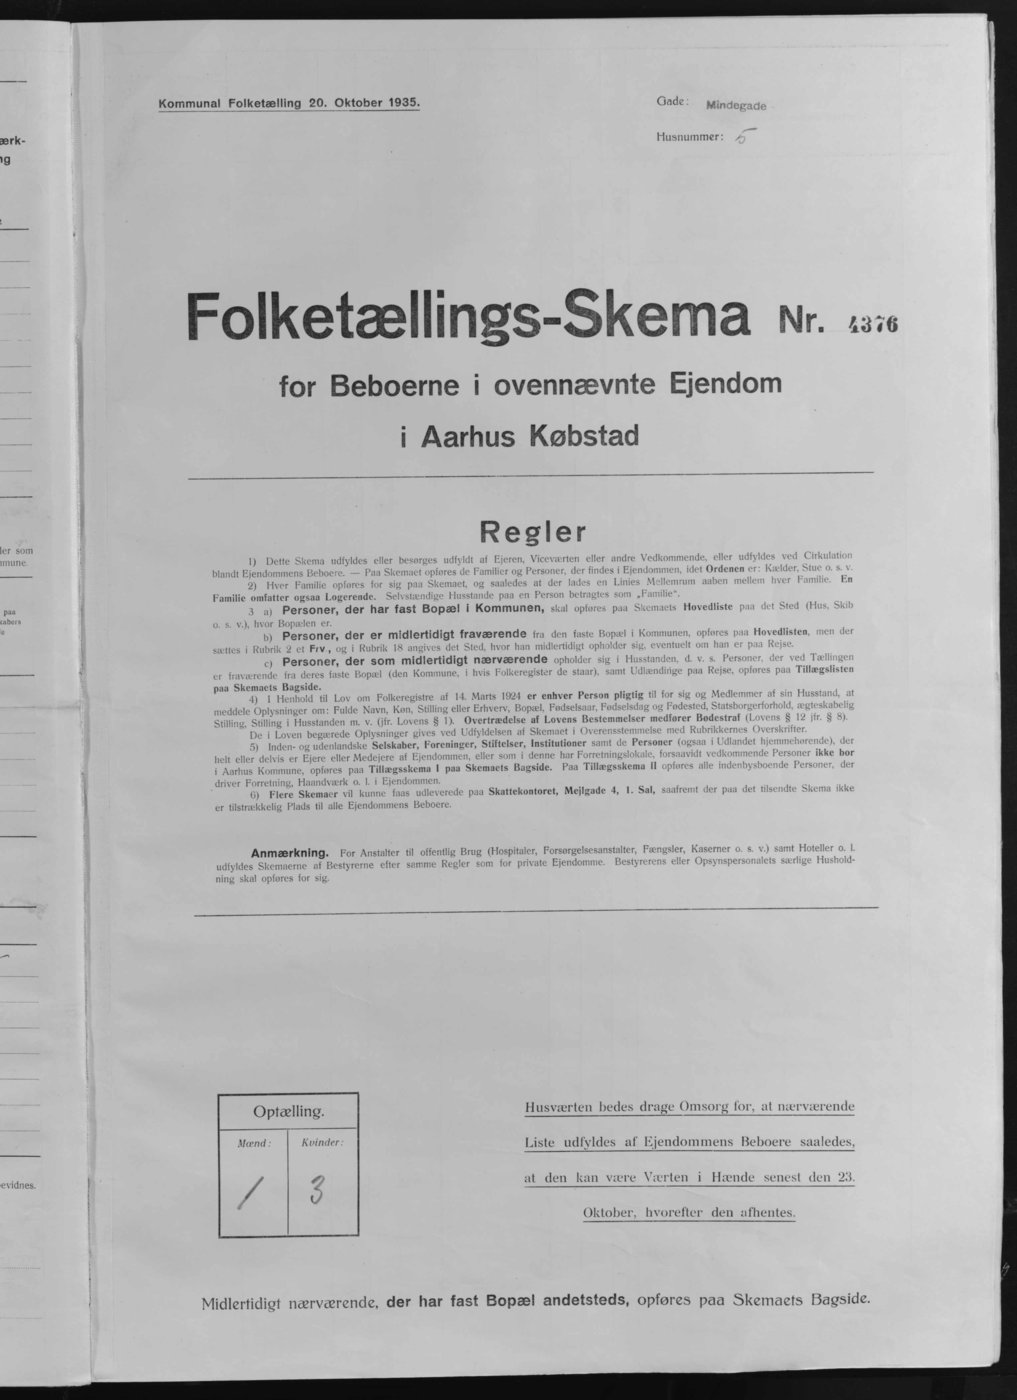 Kommunal Folketælling 20. Oktober 1935.
Gade: Mindegade
Husnummer: 5
Folketællings-Skema Nr. 4376
for Beboerne i ovennævnte Ejendom
i Aarhus Købstad
Regler
1) Dette Skema udfyldes eller besørges udfyldt af Ejeren, Viceværten eller andre Vedkommende, eller udfyldes ved Cirkulation
blandt Ejendommens Beboere. — Paa Skemaet opføres de Familier og Personer, der findes i Ejendommen, idet Ordenen er: Kælder, Stue o. s. v.
2) Hver Familie opføres for sig paa Skemaet, og saaledes at der lades en Linies Mellemrum aaben mellem hver Familie. En
Familie omfatter ogsaa Logerende. Selvstændige Husstande paa en Person betragtes som „Familie".
3 a) Personer, der har fast Bopæl i Kommunen, skal opføres paa Skemaets Hovedliste paa det Sted (Hus, Skib
o. s. v.), hvor Bopælen er.
b) Personer, der er midlertidigt fraværende fra den faste Bopæl i Kommunen, opføres paa Hovedlisten, men der
sættes i Rubrik 2 et Frv, og i Rubrik 18 angives det Sted, hvor han midlertidigt opholder sig, eventuelt om han er paa Rejse.
c) Personer, der som midlertidigt nærværende opholder sig i Husstanden, d. v. s. Personer, der ved Tællingen
er fraværende fra deres faste Bopæl (den Kommune, i hvis Folkeregister de staar), samt Udlændinge paa Rejse, opføres paa Tillægslisten
paa Skemaets Bagside.
4) I Henhold til Lov om Folkeregistre af 14. Marts 1924 er enhver Person pligtig til for sig og Medlemmer af sin Husstand, at
meddele Oplysninger om: Fulde Navn, Køn, Stilling eller Erhverv, Bopæl, Fødselsaar, Fødselsdag og Fødested, Statsborgerforhold, ægteskabelig
Stilling, Stilling i Husstanden m. v. (jfr. Lovens § 1). Overtrædelse af Lovens Bestemmelser medfører Bødestraf (Lovens § 12 jfr. § 8).
De i Loven begærede Oplysninger gives ved Udfyldelsen af Skemaet i Overensstemmelse med Rubrikkernes Overskrifter.
5) Inden- og udenlandske Selskaber, Foreninger, Stiftelser, Institutioner samt de Personer (ogsaa i Udlandet hjemmehørende), der
helt eller delvis er Ejere eller Medejere af Ejendommen, eller som i denne har Forretningslokale, forsaavidt vedkommende Personer ikke bor
i Aarhus Kommune, opføres paa Tillægsskema I paa Skemaets Bagside. Paa Tillægsskema II opføres alle indenbysboende Personer, der
driver Forretning, Haandværk o. l. i Ejendommen.
6) Flere Skemaer vil kunne faas udleverede paa Skattekontoret, Mejlgade 4, 1. Sal, saafremt der paa det tilsendte Skema ikke
er tilstrækkelig Plads til alle Ejendommens Beboere.
Anmærkning. For Anstalter til offentlig Brug (Hospitaler, Forsørgelsesanstalter, Fængsler, Kaserner o. s. v.) samt Hoteller o. l.
udfyldes Skemaerne af Bestyrerne efter samme Regler som for private Ejendomme. Bestyrerens eller Opsynspersonalets særlige Hushold-
ning skal opføres for sig.
Optælling.
Mænd: Kvinder:
1 3
Husværten bedes drage Omsorg for, at nærværende
Liste udfyldes af Ejendommens Beboere saaledes,
at den kan være Værten i Hænde senest den 23.
Oktober, hvorefter den afhentes.
Midlertidigt nærværende, der har fast Bopæl andetsteds, opføres paa Skemaets Bagside.